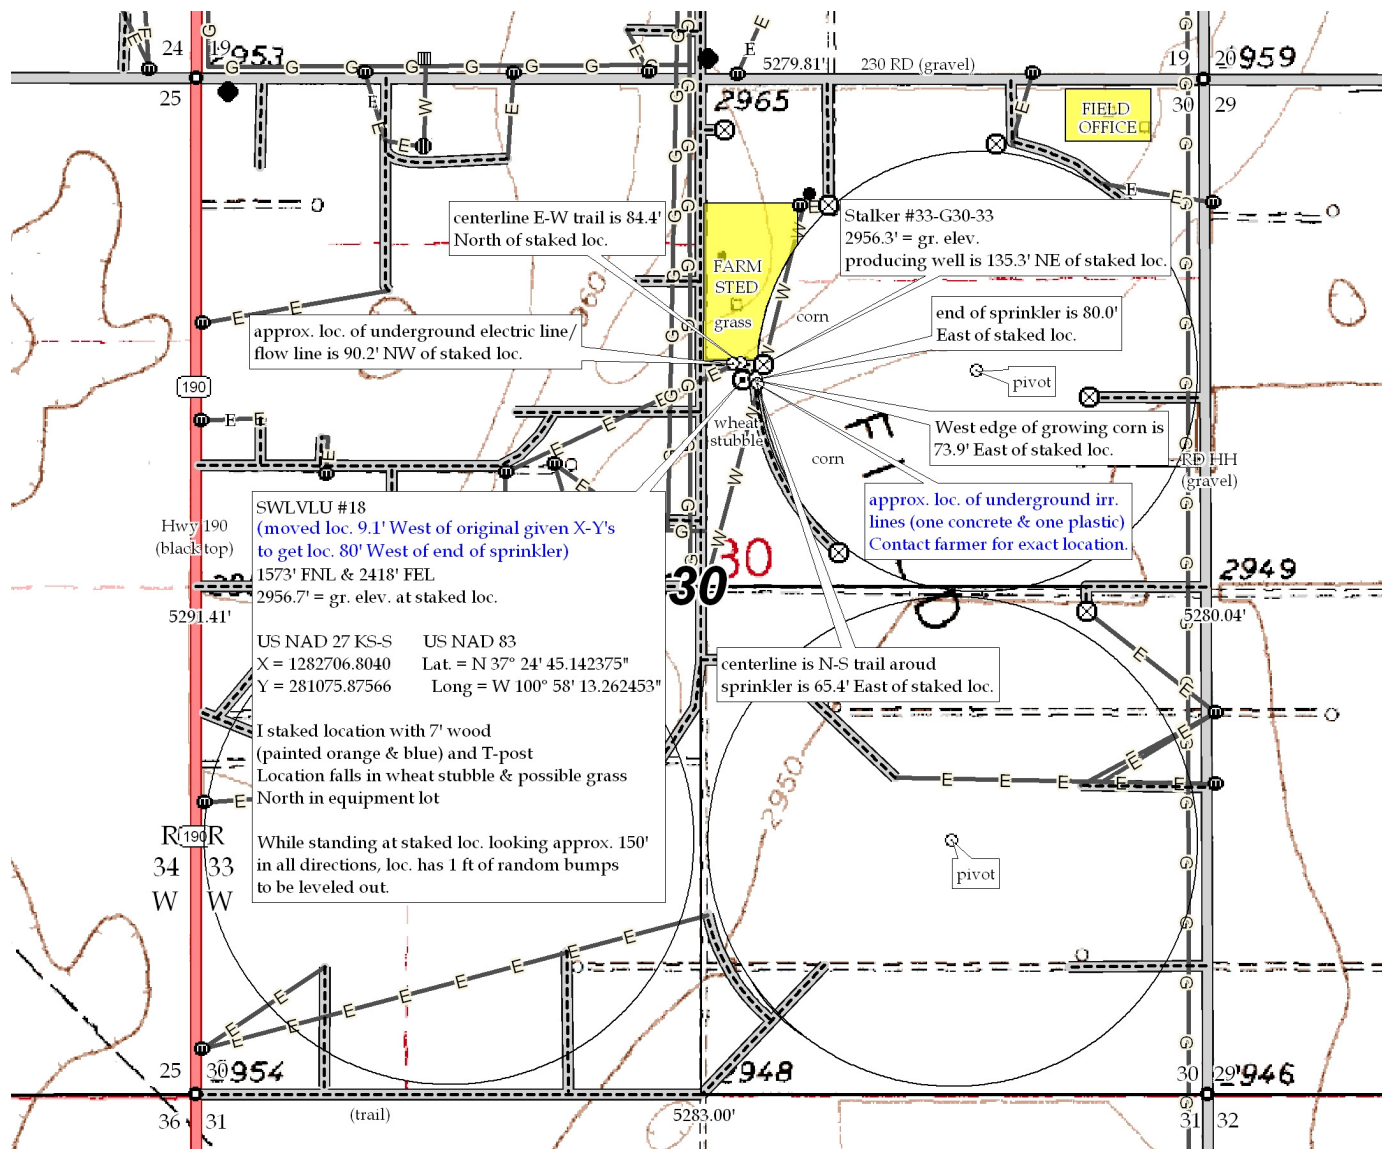 24 19
2953
5279.81'
230 RD (gravel)
19 20
2959
25
2965
30 29
FIELD
OFFICE
centerline E-W trail is 84.4'
North of staked loc.
Stalker #33-G30-33
2956.3' = gr. elev.
producing well is 135.3' NE of staked loc.
FARM
STED
grass
corn
end of sprinkler is 80.0'
East of staked loc.
approx. loc. of underground electric line/
flow line is 90.2' NW of staked loc.
190
pivot
wheat
stubble
corn
West edge of growing corn is
73.9' East of staked loc.
RD HH
(gravel)
approx. loc. of underground irr.
lines (one concrete & one plastic)
Contact farmer for exact location.
Hwy 190
(blacktop)
SWLVLU #18
(moved loc. 9.1' West of original given X-Y's
to get loc. 80' West of end of sprinkler)
1573' FNL & 2418' FEL
2956.7' = gr. elev. at staked loc.
30
30
2949
5291.41'
5280.04'
US NAD 27 KS-S US NAD 83
X = 1282706.8040 Lat. = N 37° 24' 45.142375"
Y = 281075.87566 Long = W 100° 58' 13.262453"
centerline is N-S trail aroud
sprinkler is 65.4' East of staked loc.
I staked location with 7' wood
(painted orange & blue) and T-post
Location falls in wheat stubble & possible grass
North in equipment lot
2950
While standing at staked loc. looking approx. 150'
in all directions, loc. has 1 ft of random bumps
to be leveled out.
R 190 R
34 33
W W
pivot
25 30
2954
2948
30 29
2946
36 31
(trail)
5283.00'
31 32